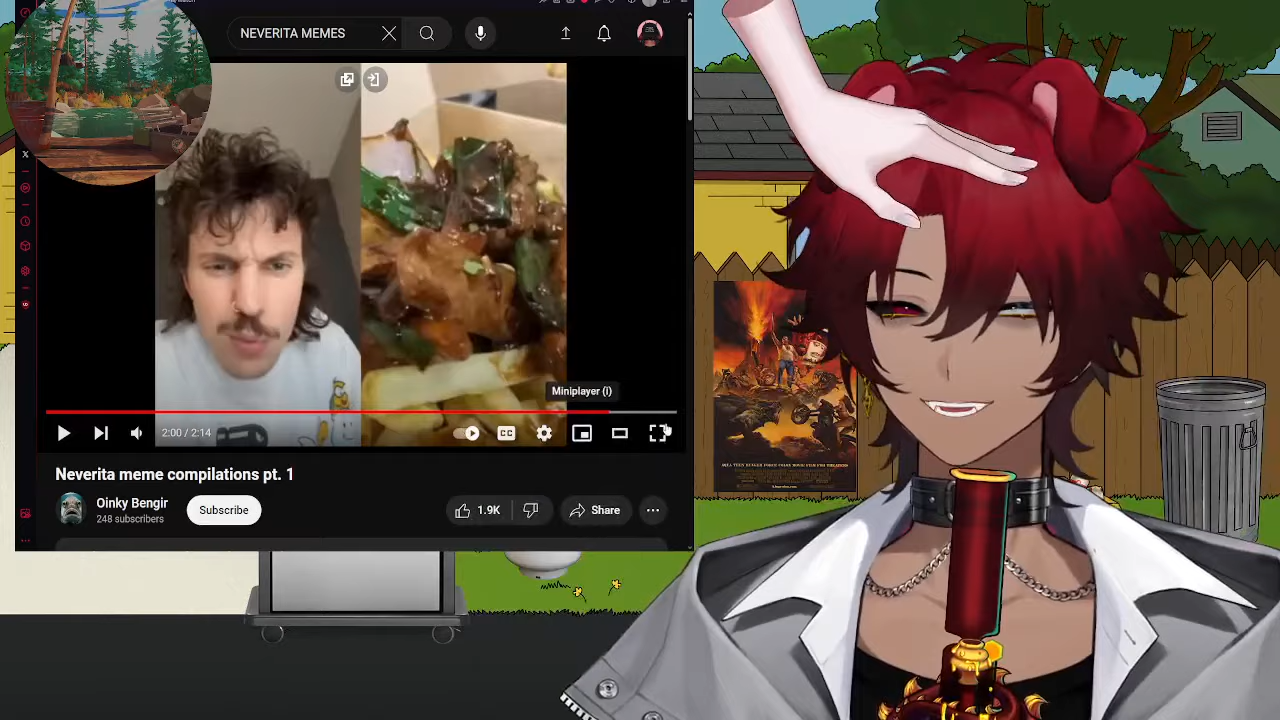 NEVERITA MEMES
Miniplayer (i)
2:00 / 2:14
CC
Neverita meme compilations pt. 1
Oinky Bengir
248 subscribers
Subscribe
1.9K
Share